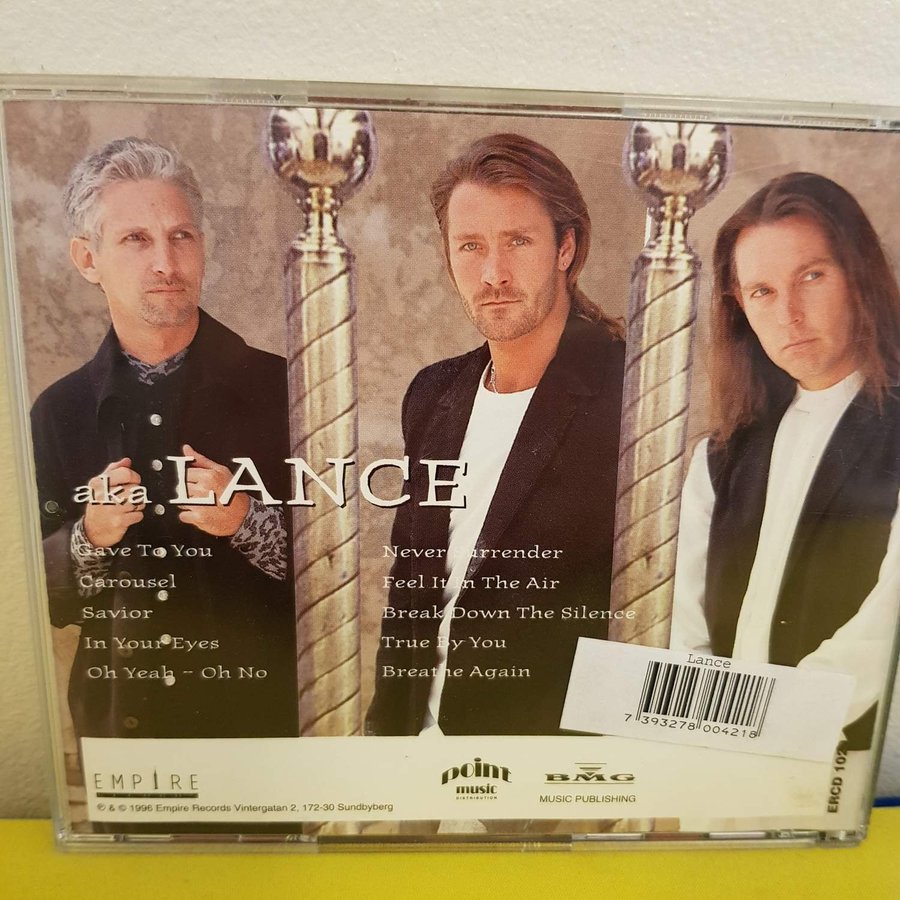 aka LANCE
Gave To You
Carousel
Savior
In Your Eyes
Oh Yeah -- Oh No
Never Surrender
Feel It In The Air
Break Down The Silence
True By You
Breathe Again
Lance
7 393278 004218
EMPIRE
point
music
DISTRIBUTION
BMG
MUSIC PUBLISHING
℗ & © 1996 Empire Records Vintergatan 2, 172-30 Sundbyberg
ERCD 102